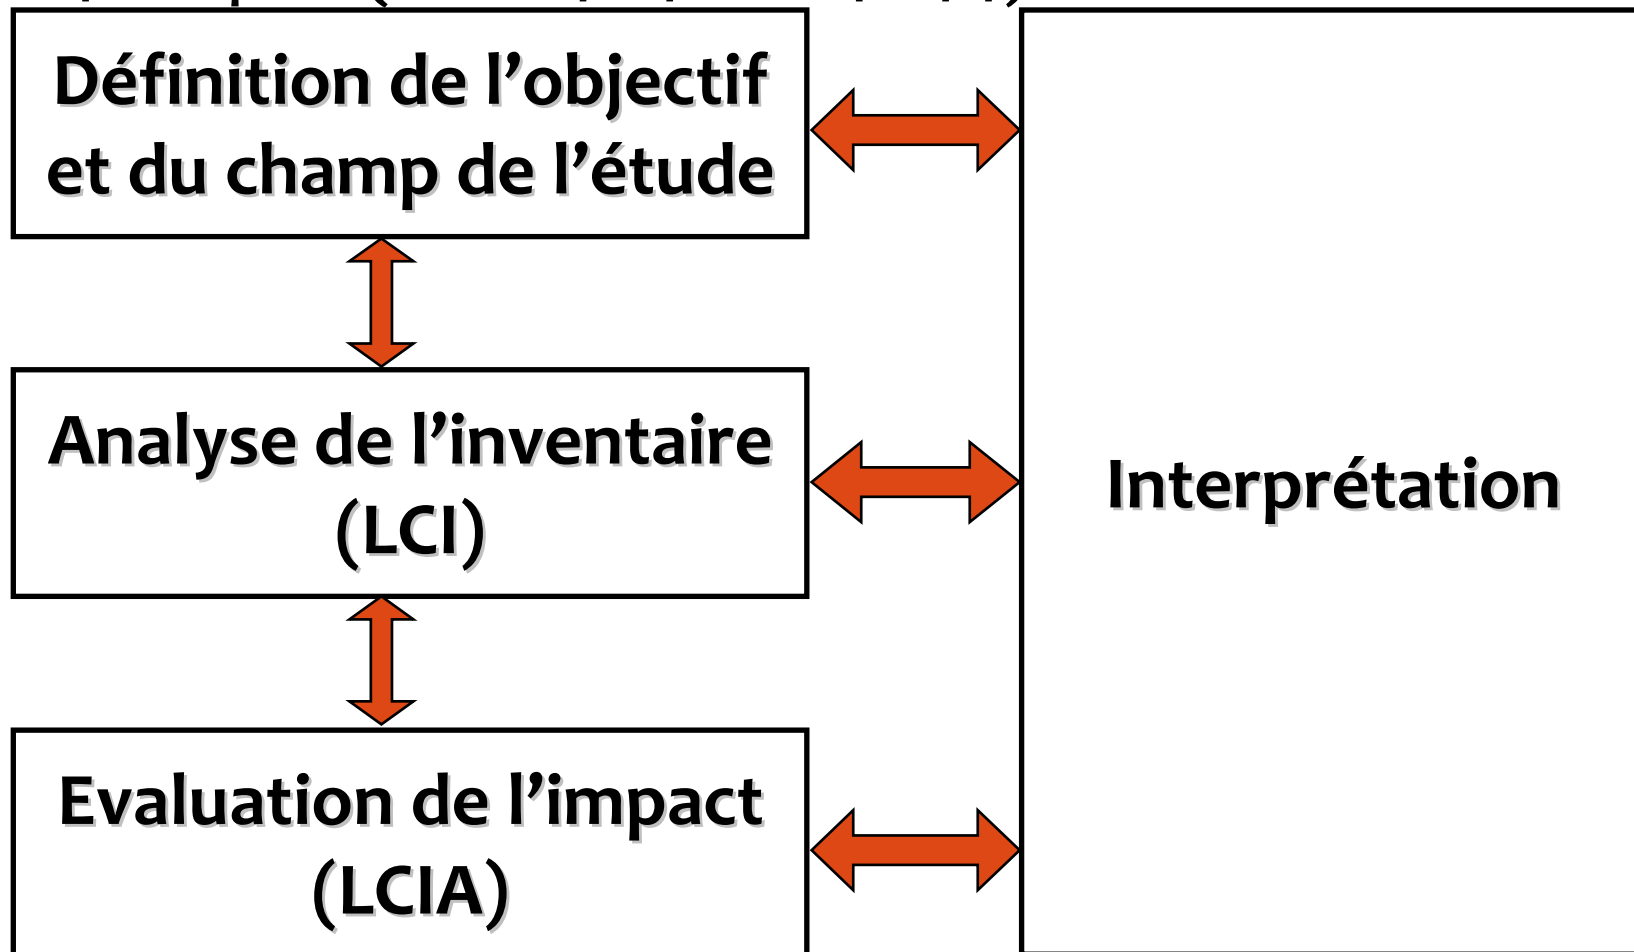 Définition de l’objectif
et du champ de l’étude
Analyse de l’inventaire
(LCI)
Interprétation
Evaluation de l’impact
(LCIA)